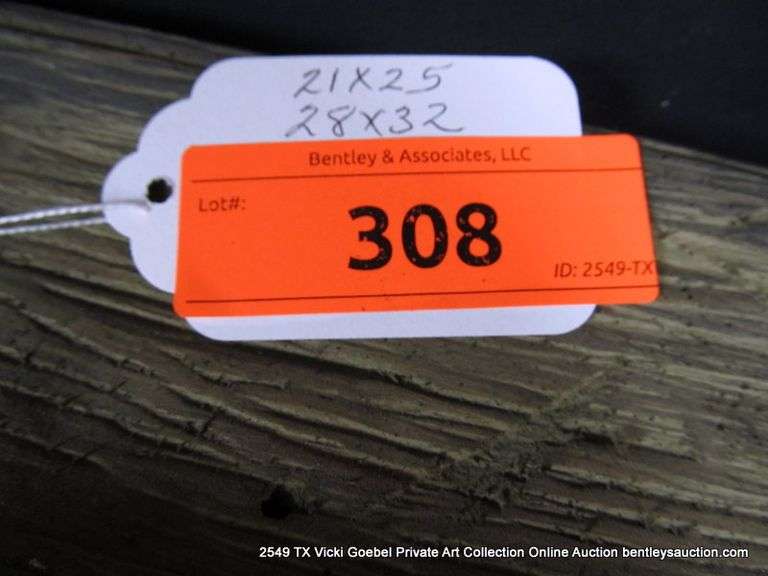 21X25
28X32
Bentley & Associates, LLC
Lot#:
308
ID: 2549-TX
2549 TX Vicki Goebel Private Art Collection Online Auction bentleysauction.com